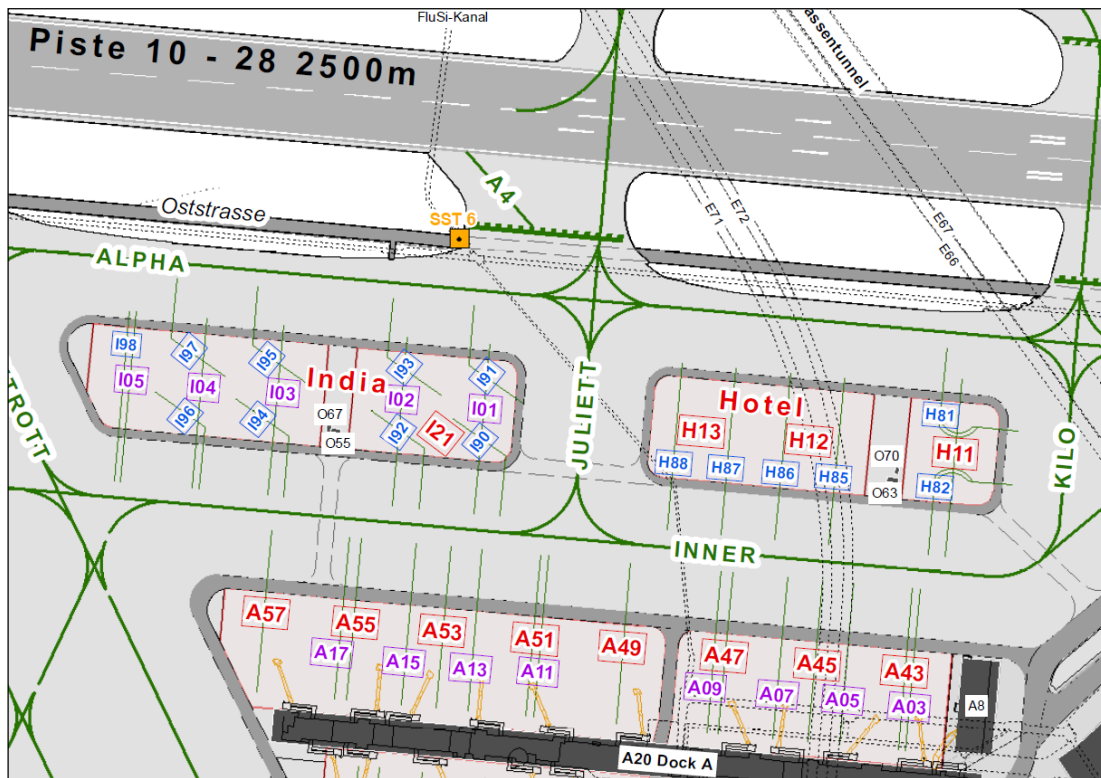 FluSi-Kanal
Piste 10 - 28 2500m
assentunnel
A4
Oststrasse
SST 6
E71
E72
E67
E66
ALPHA
I98
I97
I95
I93
I91
I05
I04
I03
India
I02
I01
I96
I94
O67
O55
I92
I21
I90
JULIETT
Hotel
H13
H12
H81
H11
H88
H87
H86
H85
O70
O63
H82
KILO
TROTT
INNER
A57
A55
A53
A51
A49
A47
A45
A43
A17
A15
A13
A11
A09
A07
A05
A03
A8
A20 Dock A